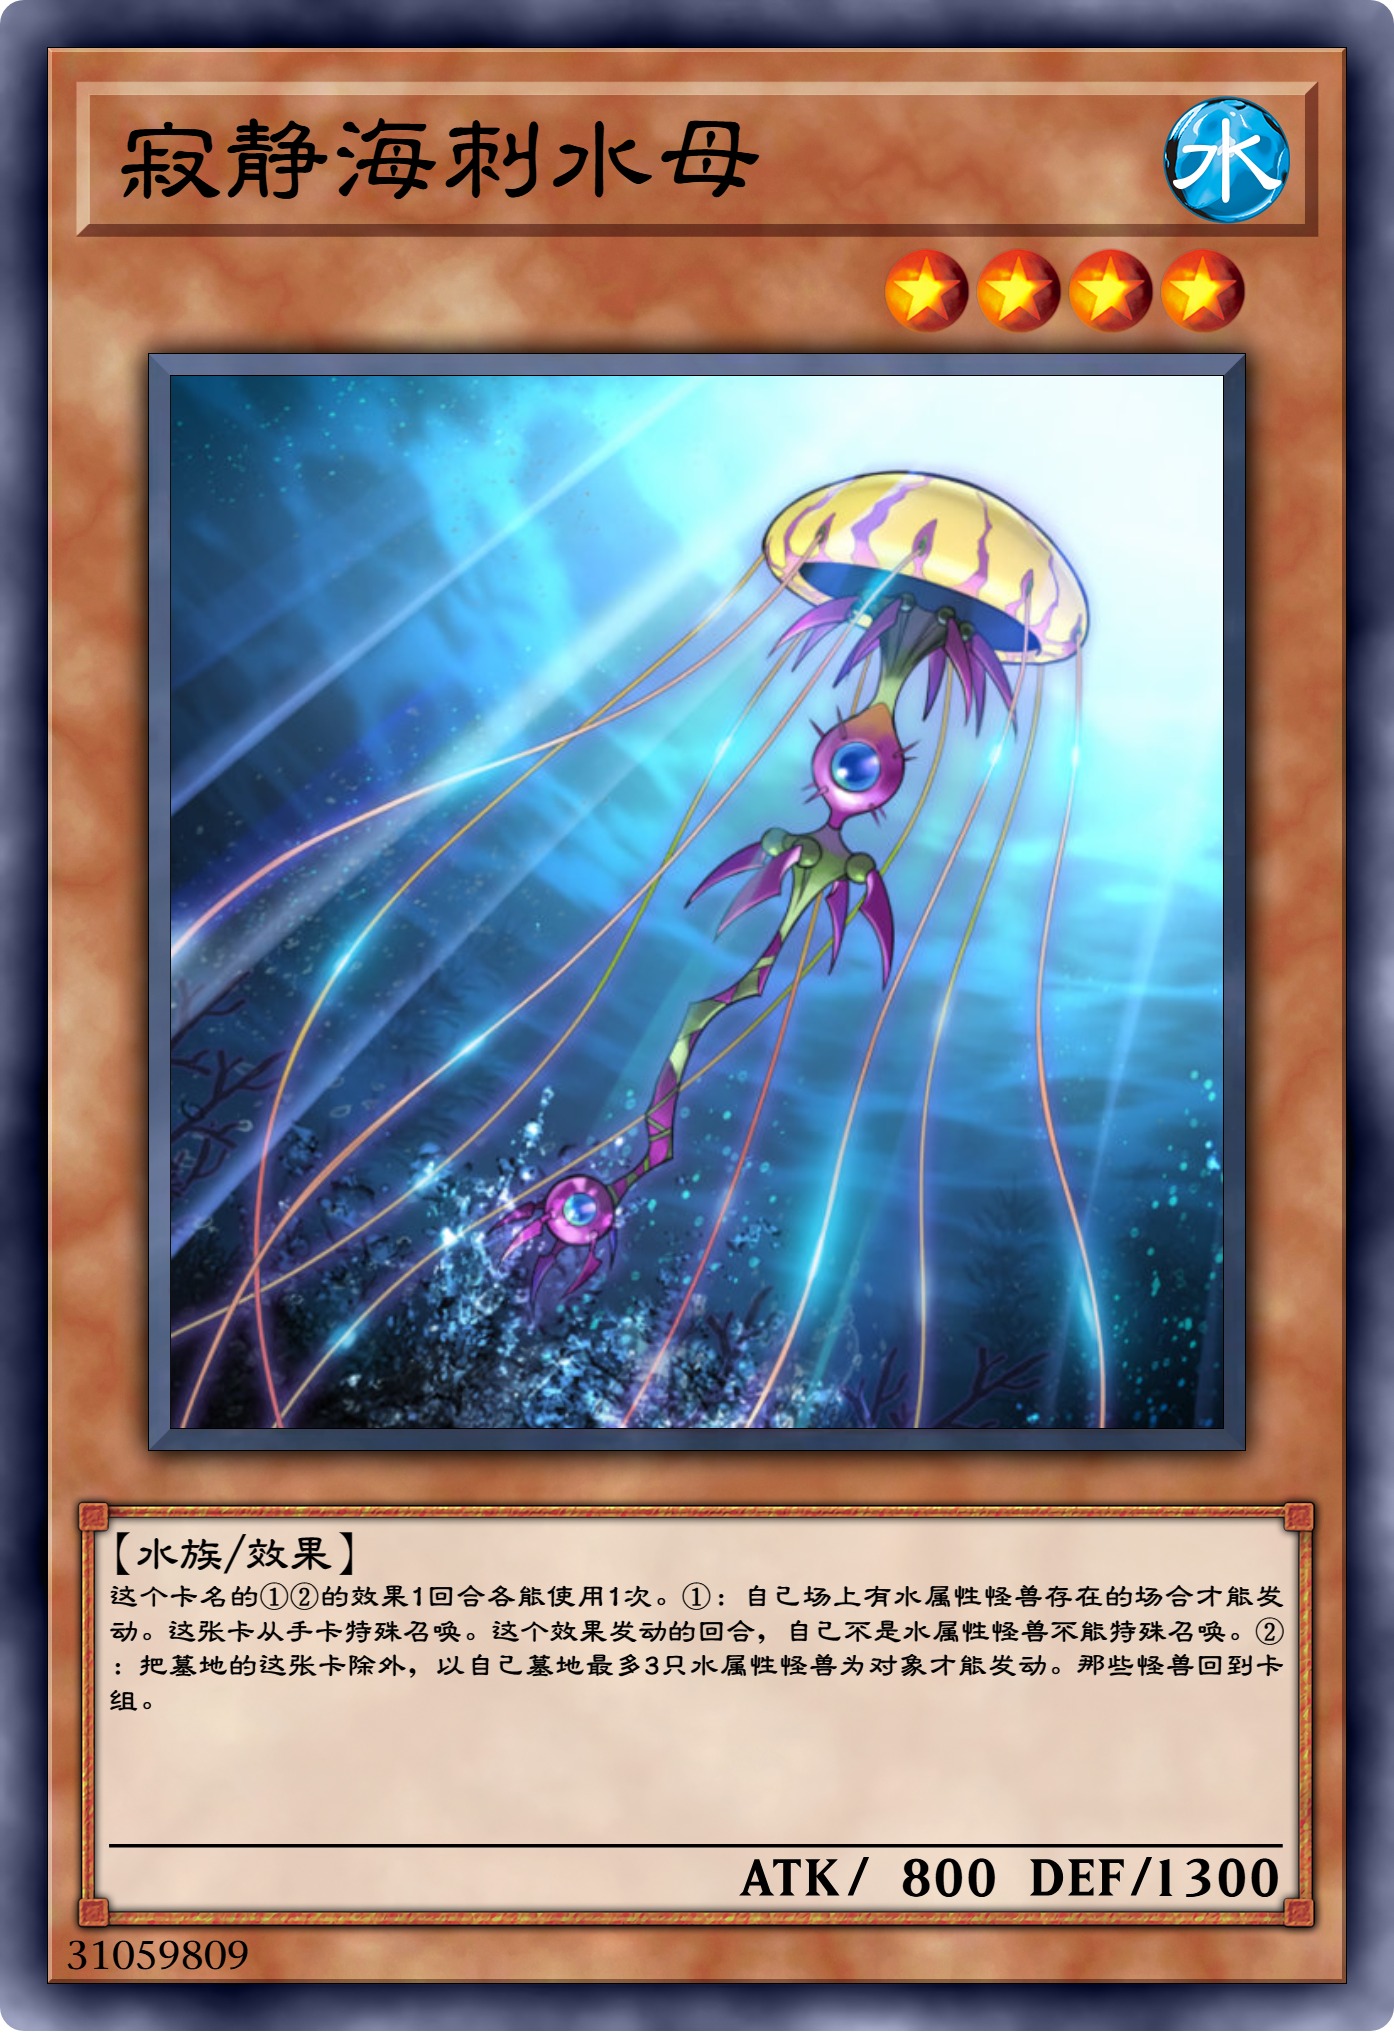 寂静海刺水母
水
【水族/效果】
这个卡名的①②的效果1回合各能使用1次。①：自己场上有水属性怪兽存在的场合才能发
动。这张卡从手卡特殊召唤。这个效果发动的回合，自己不是水属性怪兽不能特殊召唤。②
：把墓地的这张卡除外，以自己墓地最多3只水属性怪兽为对象才能发动。那些怪兽回到卡
组。
ATK/ 800 DEF/1300
31059809